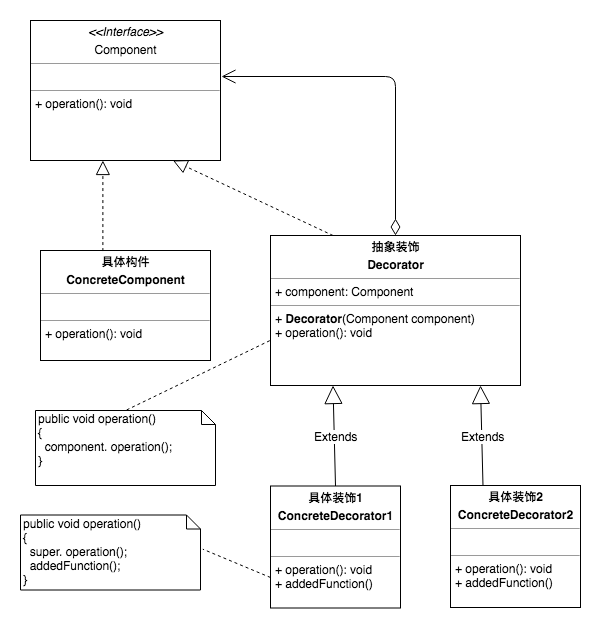 <<Interface>>
Component
+ operation(): void
具体构件
ConcreteComponent
+ operation(): void
抽象装饰
Decorator
+ component: Component
+ Decorator(Component component)
+ operation(): void
public void operation()
{
component. operation();
}
Extends
Extends
public void operation()
{
super. operation();
addedFunction();
}
具体装饰1
ConcreteDecorator1
+ operation(): void
+ addedFunction()
具体装饰2
ConcreteDecorator2
+ operation(): void
+ addedFunction()